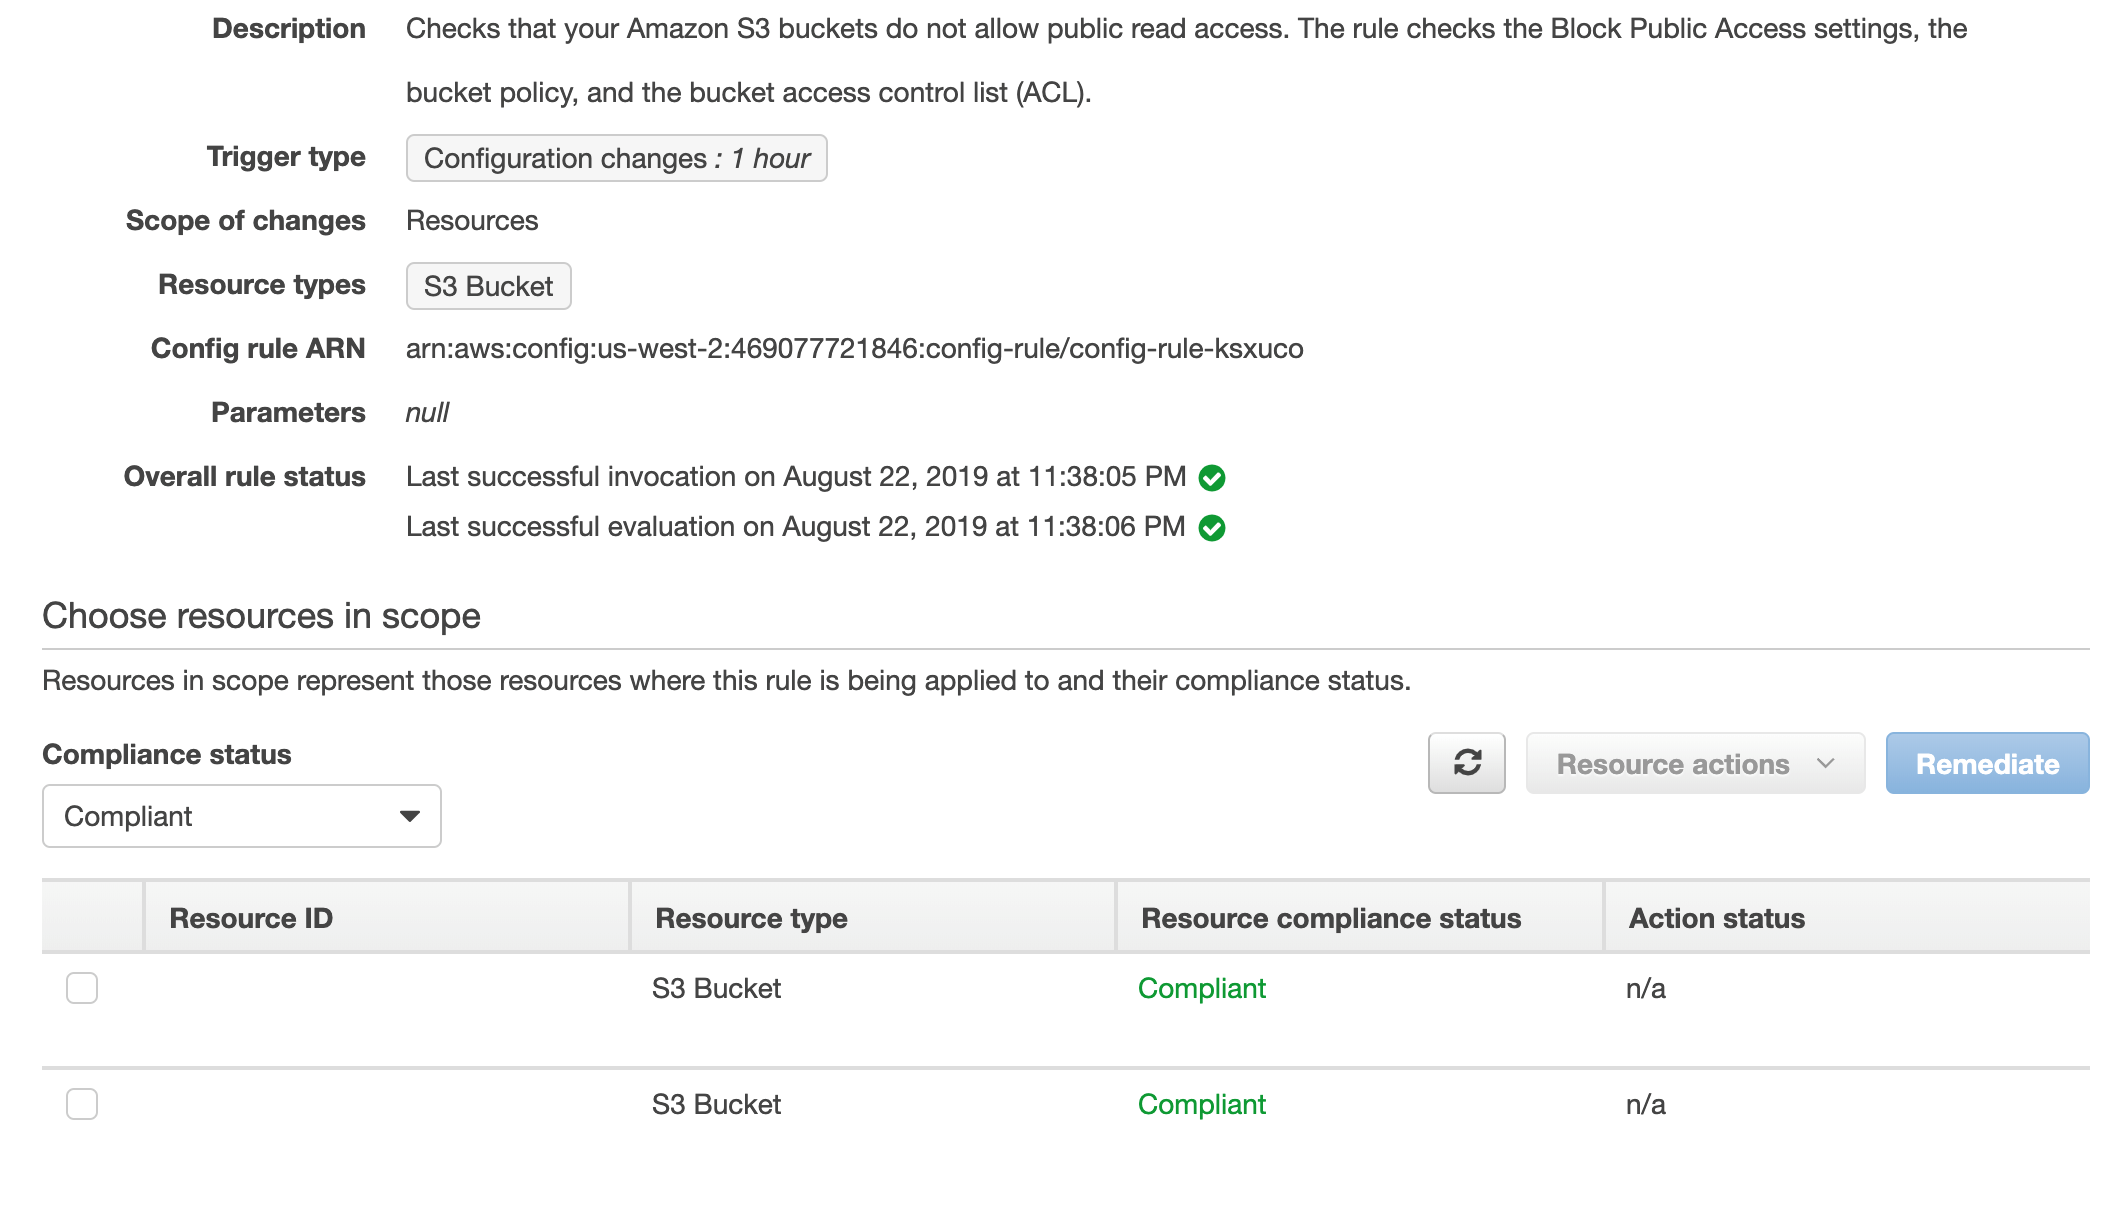 Description Checks that your Amazon S3 buckets do not allow public read access. The rule checks the Block Public Access settings, the
bucket policy, and the bucket access control list (ACL).
Trigger type Configuration changes : 1 hour
Scope of changes Resources
Resource types S3 Bucket
Config rule ARN arn:aws:config:us-west-2:469077721846:config-rule/config-rule-ksxuco
Parameters null
Overall rule status Last successful invocation on August 22, 2019 at 11:38:05 PM
Last successful evaluation on August 22, 2019 at 11:38:06 PM
Choose resources in scope
Resources in scope represent those resources where this rule is being applied to and their compliance status.
Compliance status
Resource actions Remediate
Compliant
Resource ID Resource type Resource compliance status Action status
S3 Bucket Compliant n/a
S3 Bucket Compliant n/a